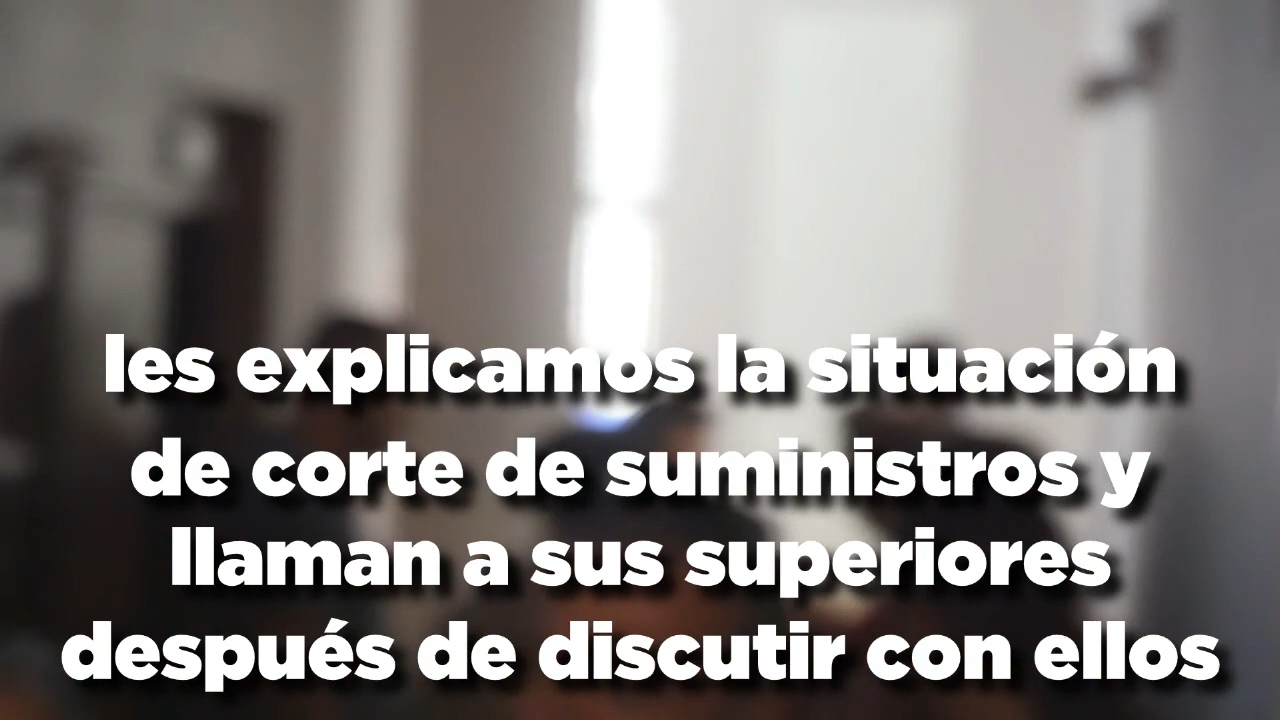 les explicamos la situación
de corte de suministros y
llaman a sus superiores
después de discutir con ellos